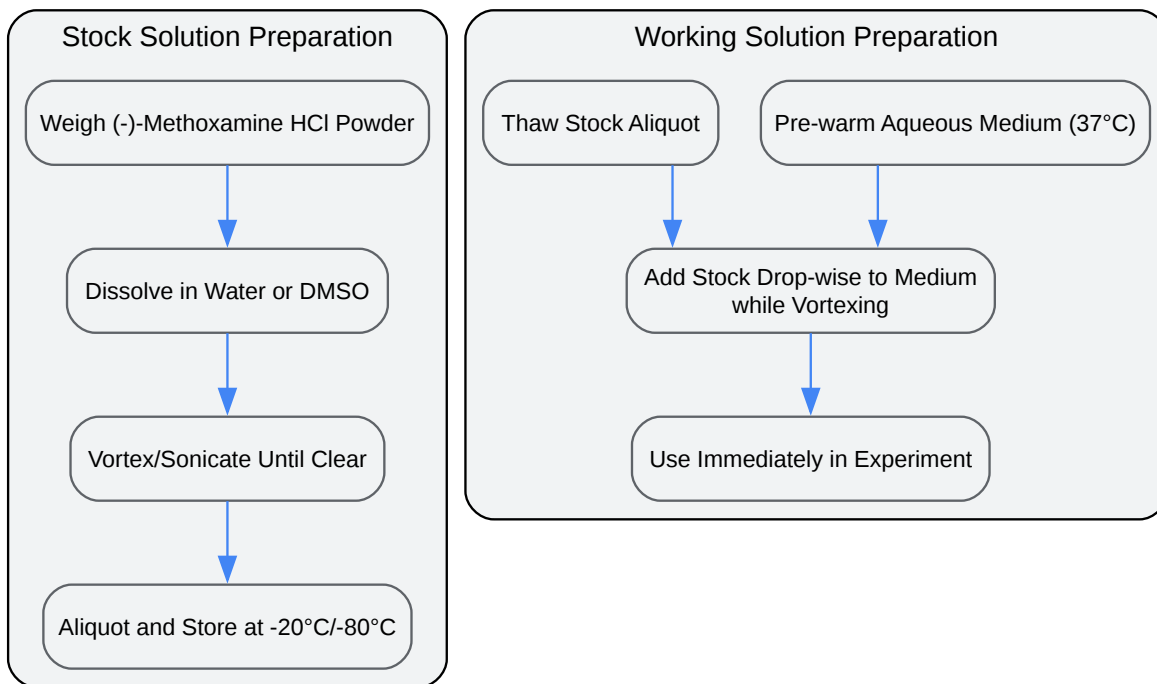 Stock Solution Preparation
Weigh (-)-Methoxamine HCl Powder
Dissolve in Water or DMSO
Vortex/Sonicate Until Clear
Aliquot and Store at -20°C/-80°C
Working Solution Preparation
Thaw Stock Aliquot
Pre-warm Aqueous Medium (37°C)
Add Stock Drop-wise to Medium
while Vortexing
Use Immediately in Experiment